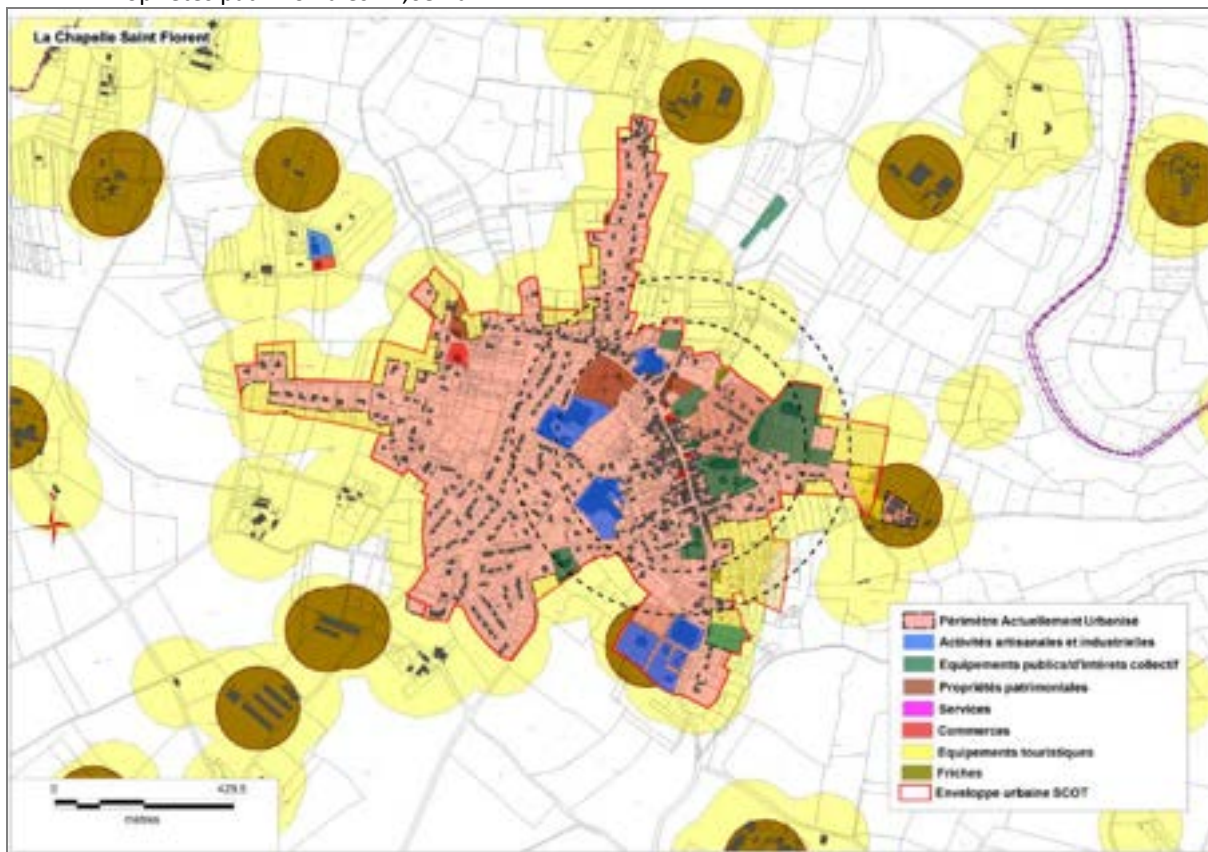 La Chapelle Saint Florent
Périmètre Actuellement Urbanisé
Activités artisanales et industrielles
Equipements publics/d'intérets collectif
Propriétés patrimoniales
Services
Commerces
Equipements touristiques
Friches
Enveloppe urbaine SCOT
0 429,5
mètres